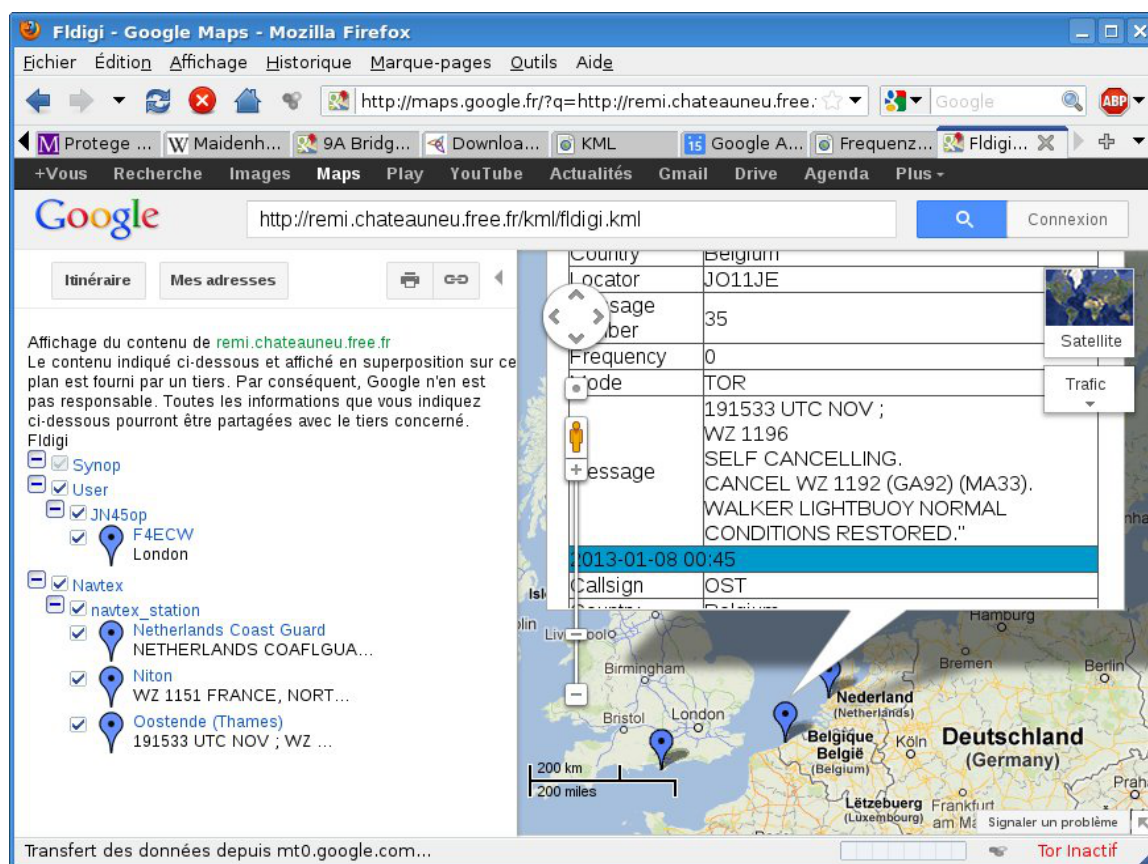 Fldigi - Google Maps - Mozilla Firefox
Fichier Édition Affichage Historique Marque-pages Outils Aide
http://maps.google.fr/?q=http://remi.chateauneu.free. Google ABP
Protege ... W Maidenh... 9A Bridg... Downloa... KML 15 Google A... Frequenz... Fldigi...
+Vous Recherche Images Maps Play YouTube Actualités Gmail Drive Agenda Plus
Google http://remi.chateauneu.free.fr/kml/fldigi.kml Connexion
Itinéraire Mes adresses
Affichage du contenu de remi.chateauneu.free.fr
Le contenu indiqué ci-dessous et affiché en superposition sur ce
plan est fourni par un tiers. Par conséquent, Google n'en est
pas responsable. Toutes les informations que vous indiquez
ci-dessous pourront être partagées avec le tiers concerné.
Fldigi
Synop
User
JN45op
F4ECW
London
Navtex
navtex_station
Netherlands Coast Guard
NETHERLANDS COAFLGUA...
Niton
WZ 1151 FRANCE, NORT...
Oostende (Thames)
191533 UTC NOV ; WZ ...
Country Belgium
Locator JO11JE
35
Frequency 0
Mode TOR
191533 UTC NOV ;
WZ 1196
SELF CANCELLING.
CANCEL WZ 1192 (GA92) (MA33).
WALKER LIGHTBUOY NORMAL
CONDITIONS RESTORED."
2013-01-08 00:45
Callsign OST
Country Belgium
Satellite
Trafic
Hamburg
Birmingham
Bremen
Berlin
Nederland
(Netherlands)
Bristol
London
Belgique
België
(Belgium)
Köln
Deutschland
(Germany)
200 km
200 miles
Lëtzebuerg
(Luxembourg)
Frankfurt
am Ma
Signaler un problème
Transfert des données depuis mt0.google.com...
Tor Inactif